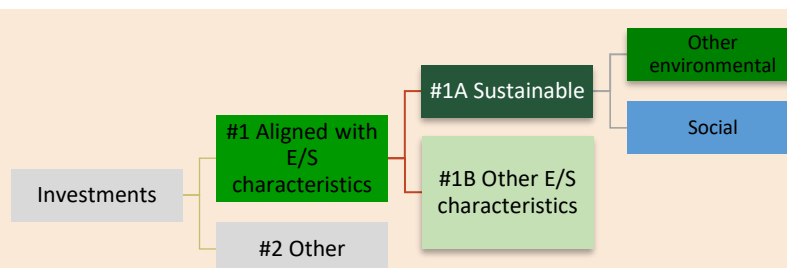 Other
environmental
#1A Sustainable
#1 Aligned with
E/S
characteristics
Social
#1B Other E/S
characteristics
Investments
#2 Other